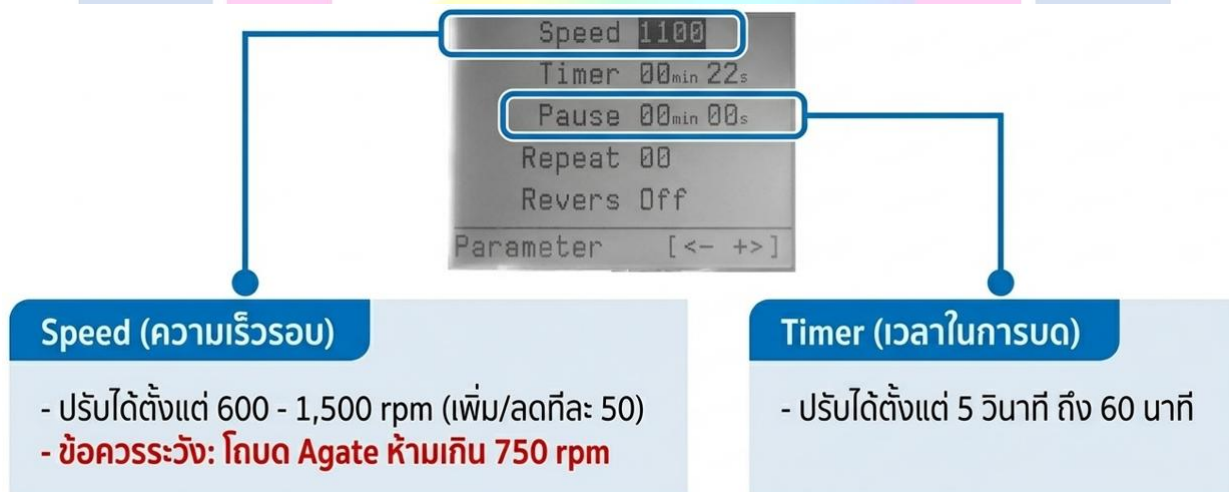 Speed 1100
Timer 00min 22s
Pause 00min 00s
Repeat 00
Revers Off
Parameter [<- +>]
Speed (ความเร็วรอบ)
- ปรับได้ตั้งแต่ 600 - 1,500 rpm (เพิ่ม/ลดทีละ 50)
- ข้อควรระวัง: โถบด Agate ห้ามเกิน 750 rpm
Timer (เวลาในการบด)
- ปรับได้ตั้งแต่ 5 วินาที ถึง 60 นาที